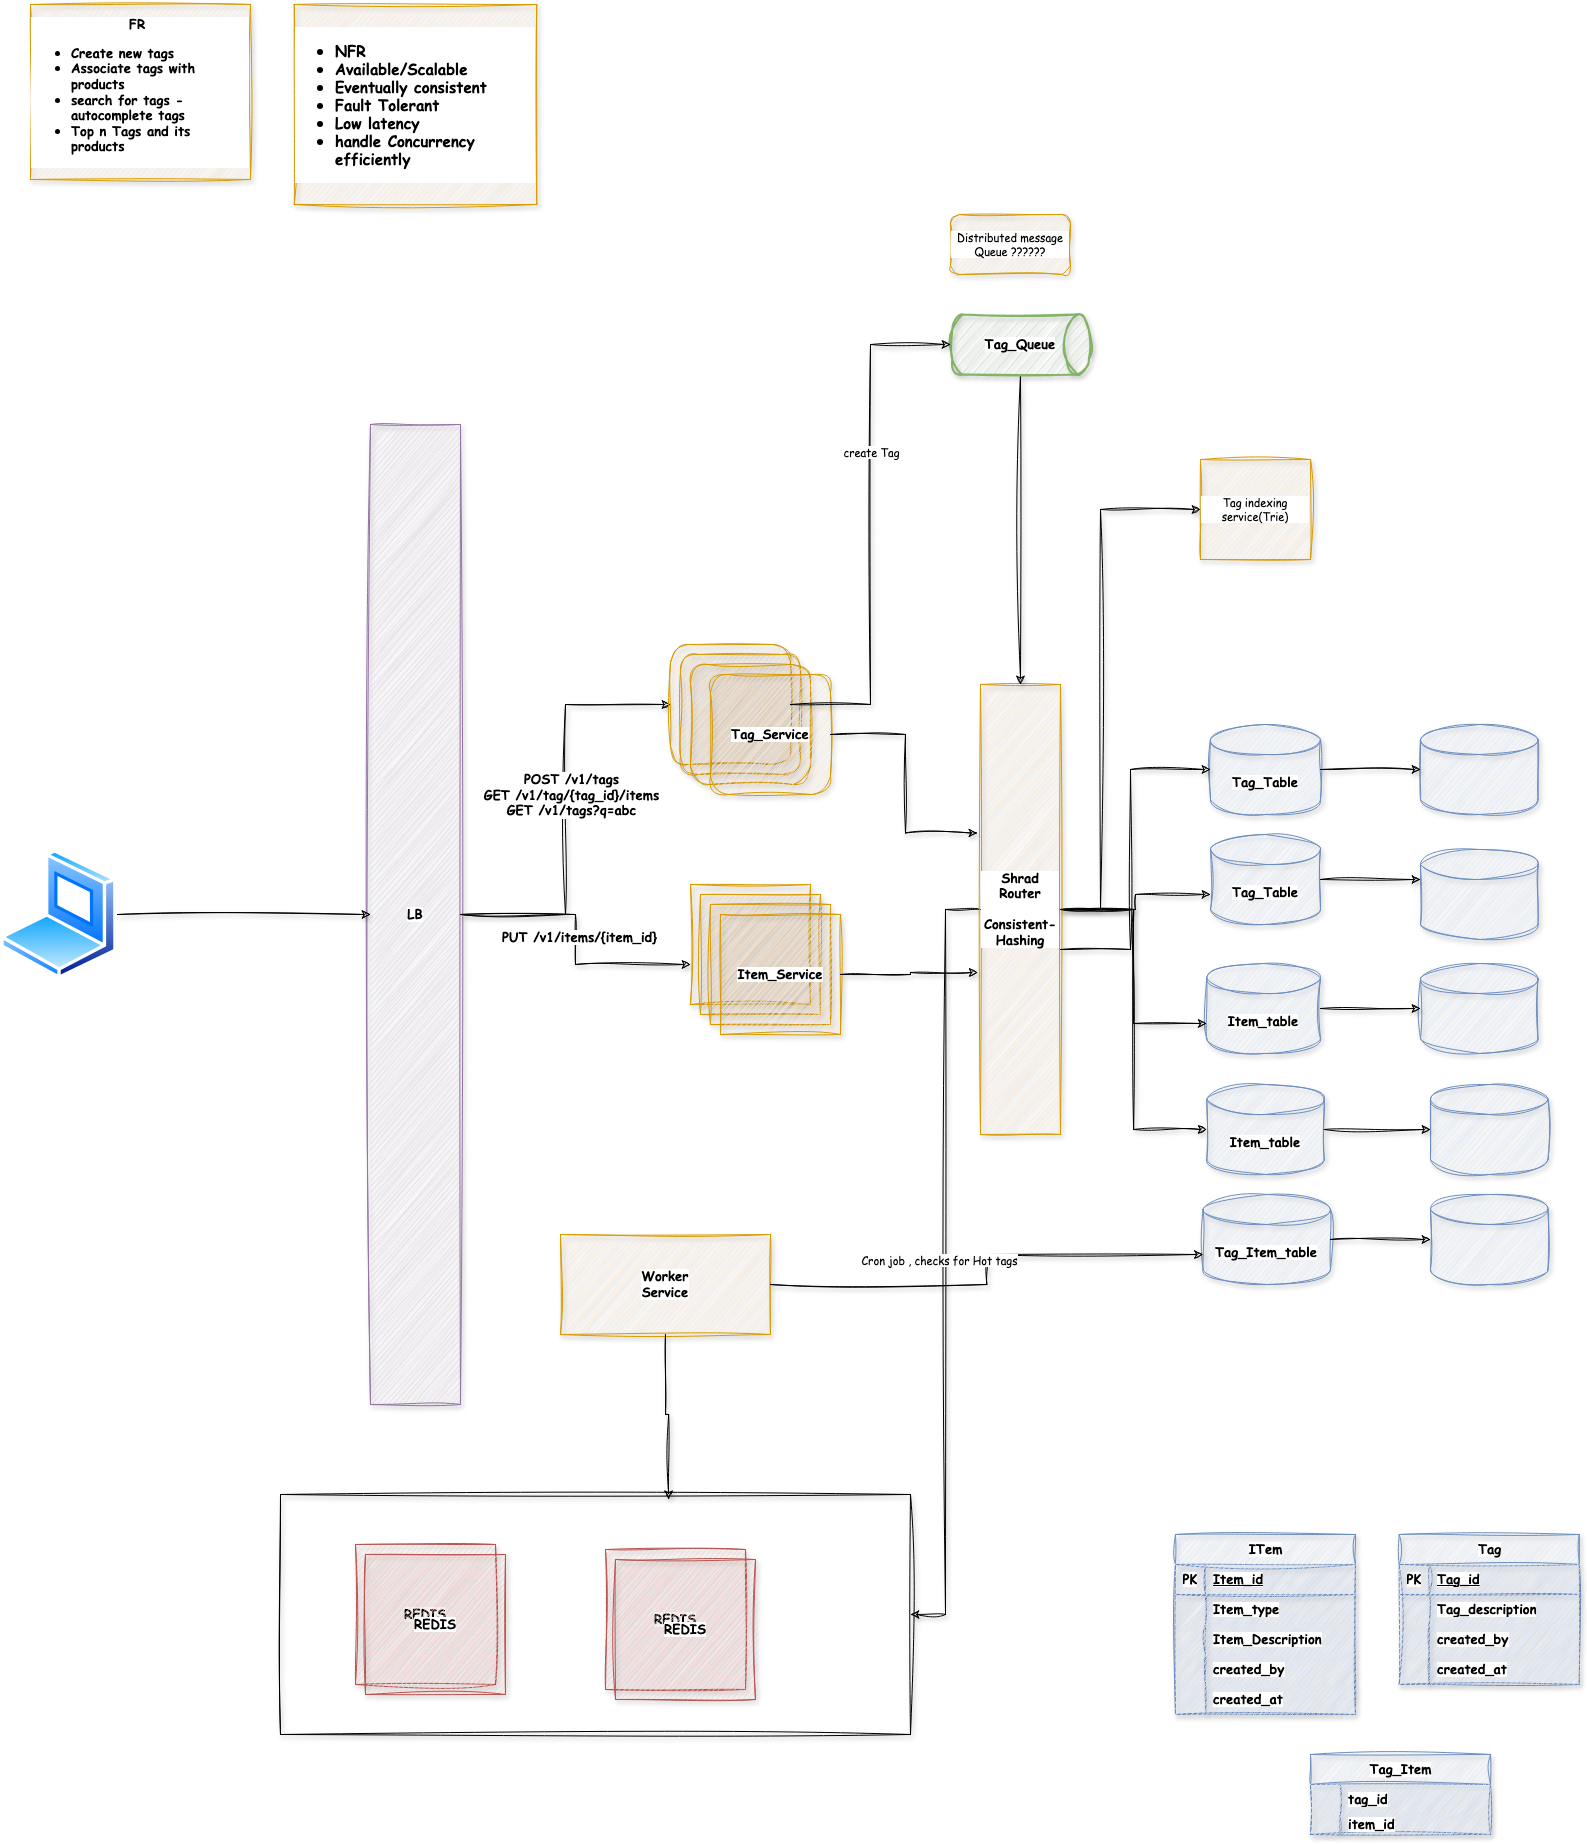 FR
Create new tags
Associate tags with
products
search for tags -
autocomplete tags
Top n Tags and its
products
NFR
Available/Scalable
Eventually consistent
Fault Tolerant
Low latency
handle Concurrency
efficiently
Distributed message
Queue ??????
Tag_Queue
create Tag
Tag indexing
service(Trie)
Tag_Service
POST /v1/tags
GET /v1/tag/{tag_id}/items
GET /v1/tags?q=abc
LB
PUT /v1/items/{item_id}
Item_Service
Shrad
Router
Consistent-
Hashing
Tag_Table
Tag_Table
Item_table
Item_table
Tag_Item_table
Worker
Service
Cron job , checks for Hot tags
REDIS
REDIS
REDIS
REDIS
ITem
PK Item_id
Item_type
Item_Description
created_by
created_at
Tag
PK Tag_id
Tag_description
created_by
created_at
Tag_Item
tag_id
item_id